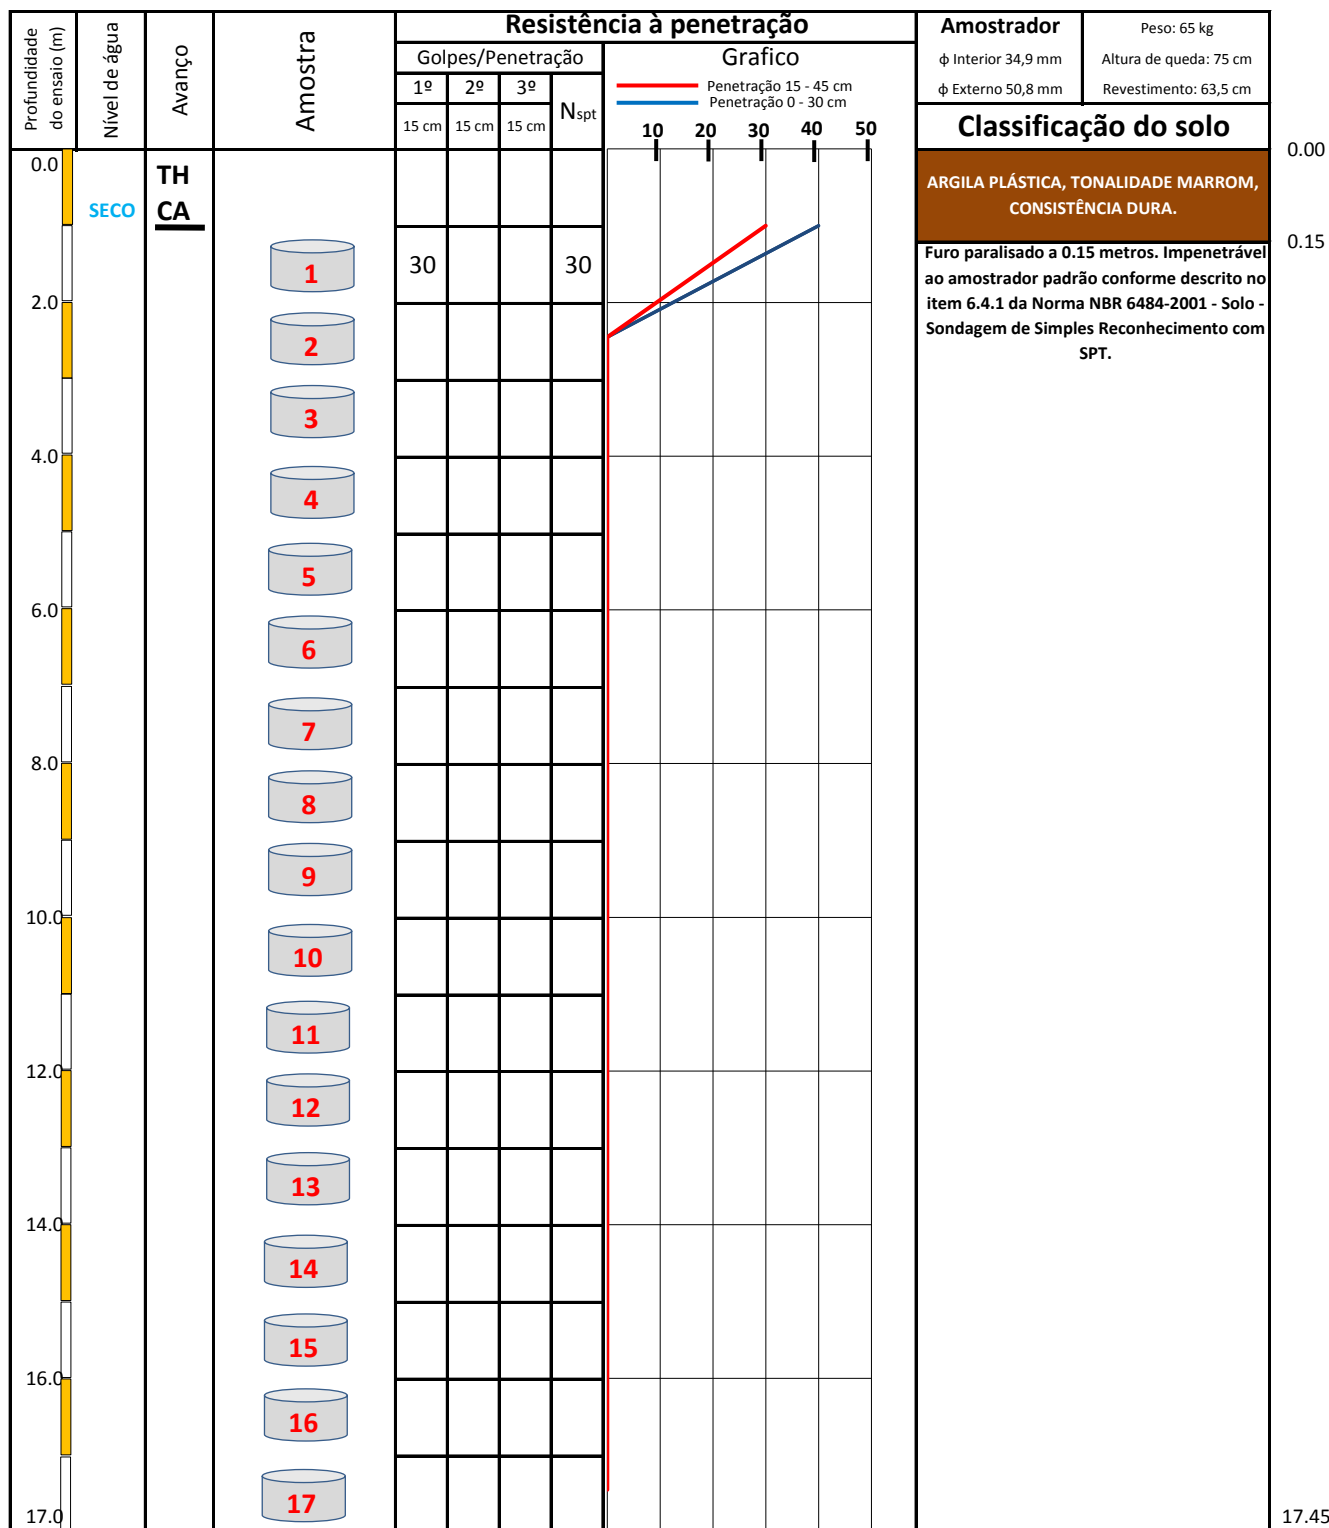 Profundidade
do ensaio (m)
Nível de água
Avanço
Amostra
Resistência à penetração
Golpes/Penetração
1º
2º
3º
Nspt
15 cm
15 cm
15 cm
Grafico
Penetração 15 - 45 cm
Penetração 0 - 30 cm
10
20
30
40
50
Amostrador
ϕ Interior 34,9 mm
ϕ Externo 50,8 mm
Peso: 65 kg
Altura de queda: 75 cm
Revestimento: 63,5 cm
Classificação do solo
0.00
0.0
TH
SECO
CA
ARGILA PLÁSTICA, TONALIDADE MARROM,
CONSISTÊNCIA DURA.
0.15
1
30
30
Furo paralisado a 0.15 metros. Impenetrável
ao amostrador padrão conforme descrito no
item 6.4.1 da Norma NBR 6484-2001 - Solo -
Sondagem de Simples Reconhecimento com
SPT.
2.0
2
3
4.0
4
5
6.0
6
7
8.0
8
9
10.0
10
11
12.0
12
13
14.0
14
15
16.0
16
17
17.0
17.45